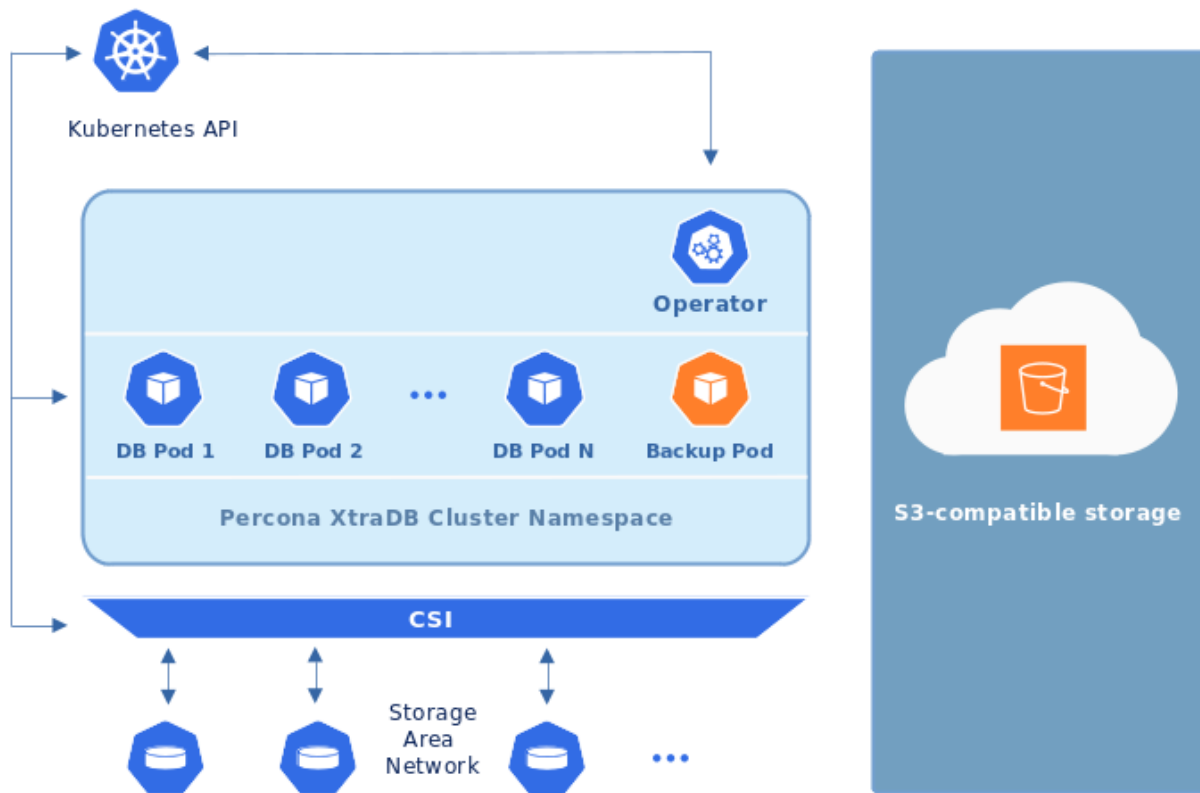 Kubernetes API
Operator
DB Pod 1
DB Pod 2
DB Pod N
Backup Pod
Percona XtraDB Cluster Namespace
CSI
Storage
Area
Network
S3-compatible storage